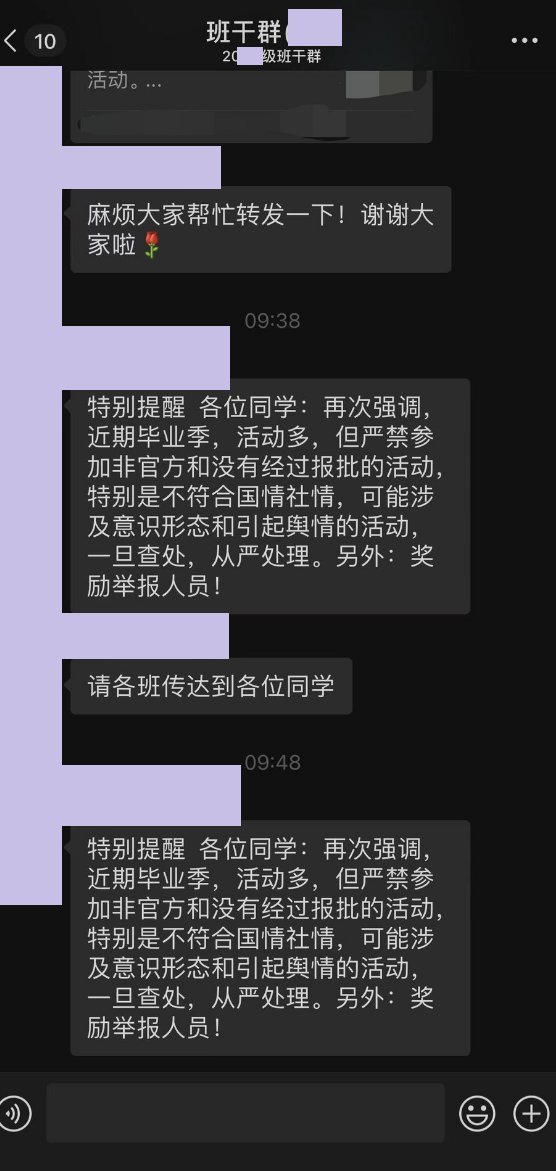 10
班干群(
20 级班干群
活动。...
麻烦大家帮忙转发一下！谢谢大
家啦🌹
09:38
特别提醒 各位同学：再次强调，
近期毕业季，活动多，但严禁参
加非官方和没有经过报批的活动，
特别是不符合国情社情，可能涉
及意识形态和引起舆情的活动，
一旦查处，从严处理。另外：奖
励举报人员！
请各班传达到各位同学
09:48
特别提醒 各位同学：再次强调，
近期毕业季，活动多，但严禁参
加非官方和没有经过报批的活动，
特别是不符合国情社情，可能涉
及意识形态和引起舆情的活动，
一旦查处，从严处理。另外：奖
励举报人员！